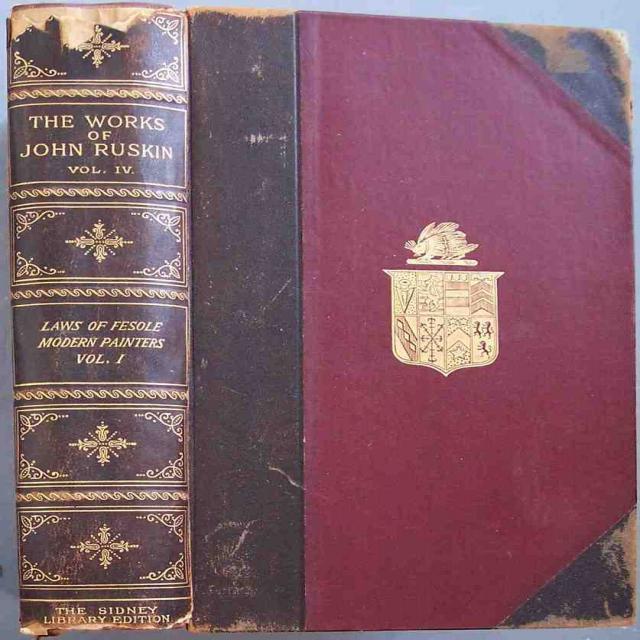 THE WORKS
OF
JOHN RUSKIN
VOL. IV.
LAWS OF FESOLE
MODERN PAINTERS
VOL. I
THE SIDNEY
LIBRARY EDITION